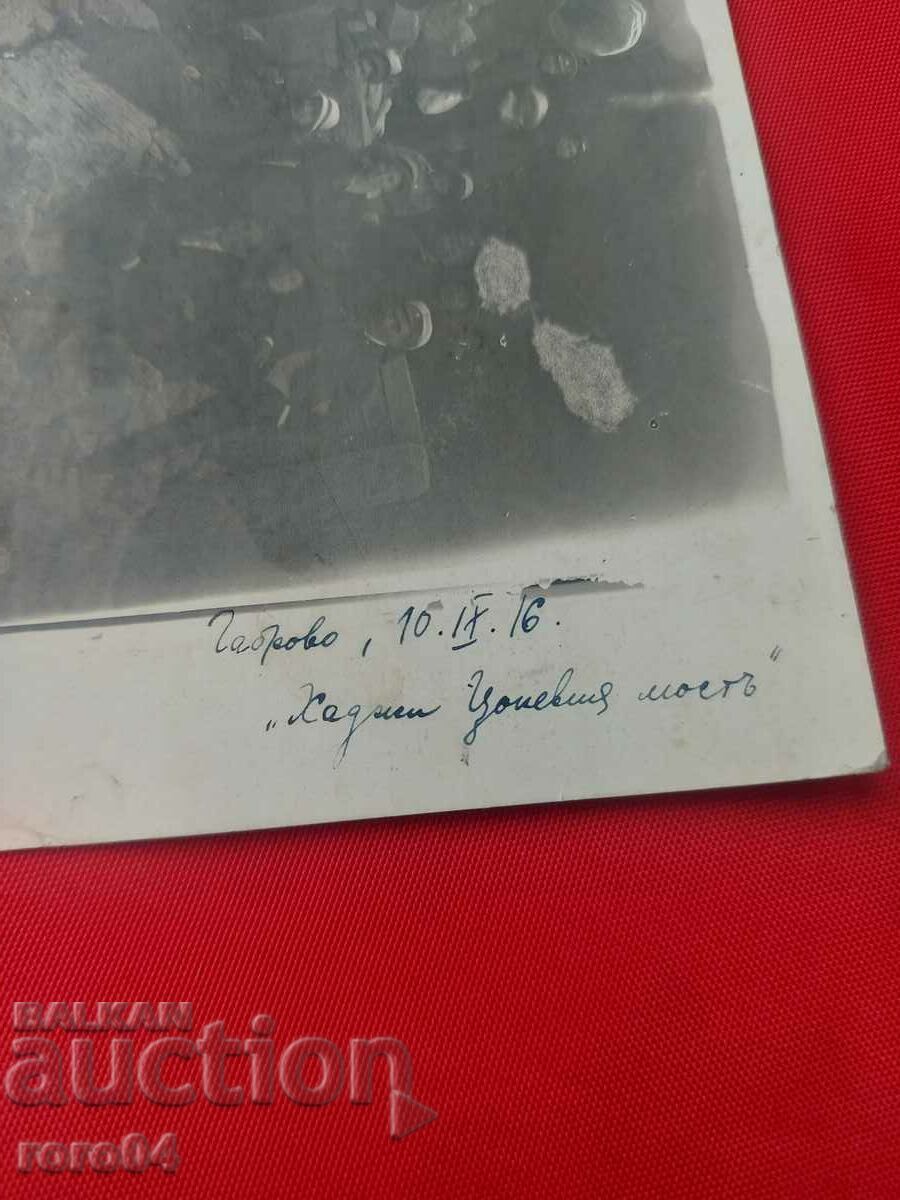 Габрово, 10.IX.16.
„Хаджи Цоневия мостъ"
BALKAN
auction
roro04